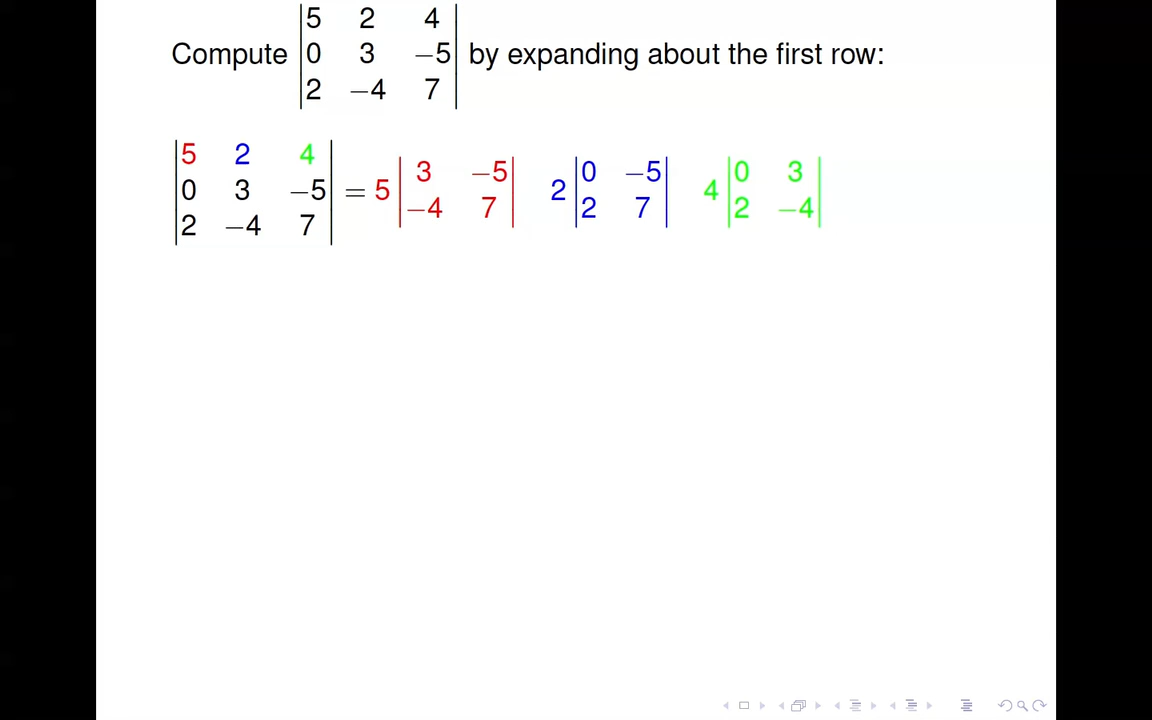 |5 2 4|
Compute |0 3 −5| by expanding about the first row:
|2 −4 7|
|5 2 4|
|0 3 −5| = 5 |3 −5| 2 |0 −5| 4 |0 3|
|2 −4 7| |−4 7| |2 7| |2 −4|